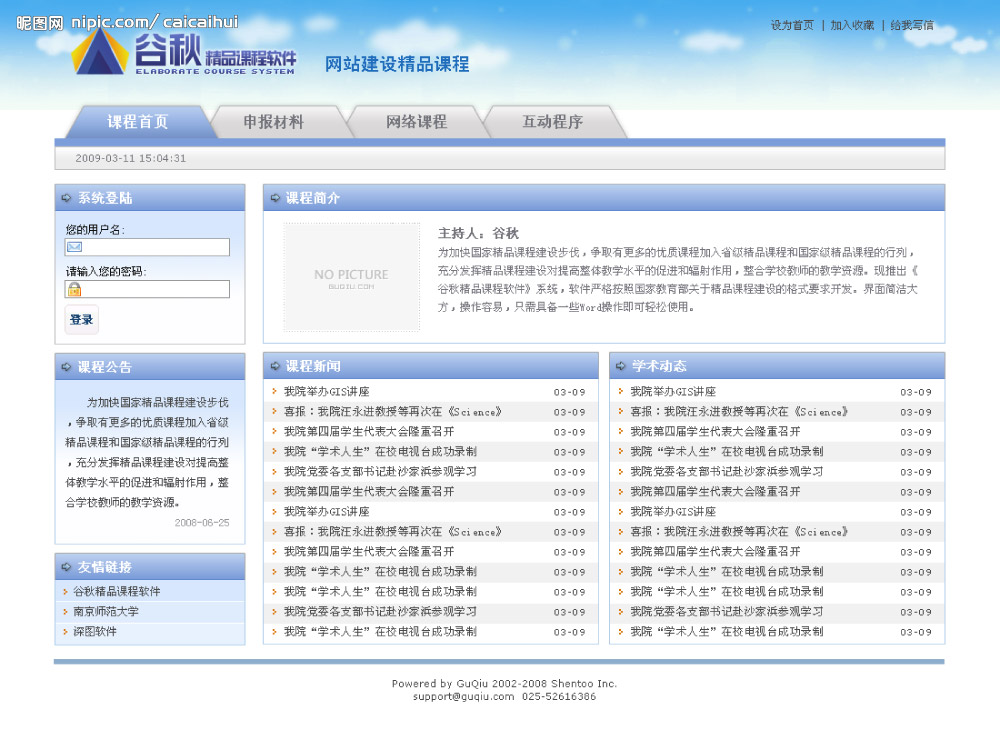 昵图网 nipic.com/caicaihui
设为首页 | 加入收藏 | 给我写信
谷秋 精品课程软件
ELABORATE COURSE SYSTEM
网站建设精品课程
课程首页 申报材料 网络课程 互动程序
2009-03-11 15:04:31
系统登陆
您的用户名:
请输入您的密码:
登录
课程简介
NO PICTURE
GUQIU.COM
主持人：谷秋
为加快国家精品课程建设步伐，争取有更多的优质课程加入省级精品课程和国家级精品课程的行列，
充分发挥精品课程建设对提高整体教学水平的促进和辐射作用，整合学校教师的教学资源。现推出《
谷秋精品课程软件》系统，软件严格按照国家教育部关于精品课程建设的格式要求开发。界面简洁大
方，操作容易，只需具备一些Word操作即可轻松使用。
课程公告
为加快国家精品课程建设步伐
，争取有更多的优质课程加入省级
精品课程和国家级精品课程的行列
，充分发挥精品课程建设对提高整
体教学水平的促进和辐射作用，整
合学校教师的教学资源。
2008-06-25
友情链接
谷秋精品课程软件
南京师范大学
深图软件
课程新闻
我院举办GIS讲座 03-09
喜报：我院汪永进教授等再次在《Science》 03-09
我院第四届学生代表大会隆重召开 03-09
我院“学术人生”在校电视台成功录制 03-09
我院党委各支部书记赴沙家浜参观学习 03-09
我院第四届学生代表大会隆重召开 03-09
我院举办GIS讲座 03-09
喜报：我院汪永进教授等再次在《Science》 03-09
我院第四届学生代表大会隆重召开 03-09
我院“学术人生”在校电视台成功录制 03-09
我院“学术人生”在校电视台成功录制 03-09
我院党委各支部书记赴沙家浜参观学习 03-09
我院“学术人生”在校电视台成功录制 03-09
学术动态
我院举办GIS讲座 03-09
喜报：我院汪永进教授等再次在《Science》 03-09
我院第四届学生代表大会隆重召开 03-09
我院“学术人生”在校电视台成功录制 03-09
我院党委各支部书记赴沙家浜参观学习 03-09
我院第四届学生代表大会隆重召开 03-09
我院举办GIS讲座 03-09
喜报：我院汪永进教授等再次在《Science》 03-09
我院第四届学生代表大会隆重召开 03-09
我院“学术人生”在校电视台成功录制 03-09
我院“学术人生”在校电视台成功录制 03-09
我院党委各支部书记赴沙家浜参观学习 03-09
我院“学术人生”在校电视台成功录制 03-09
Powered by GuQiu 2002-2008 Shentoo Inc.
support@guqiu.com 025-52616386